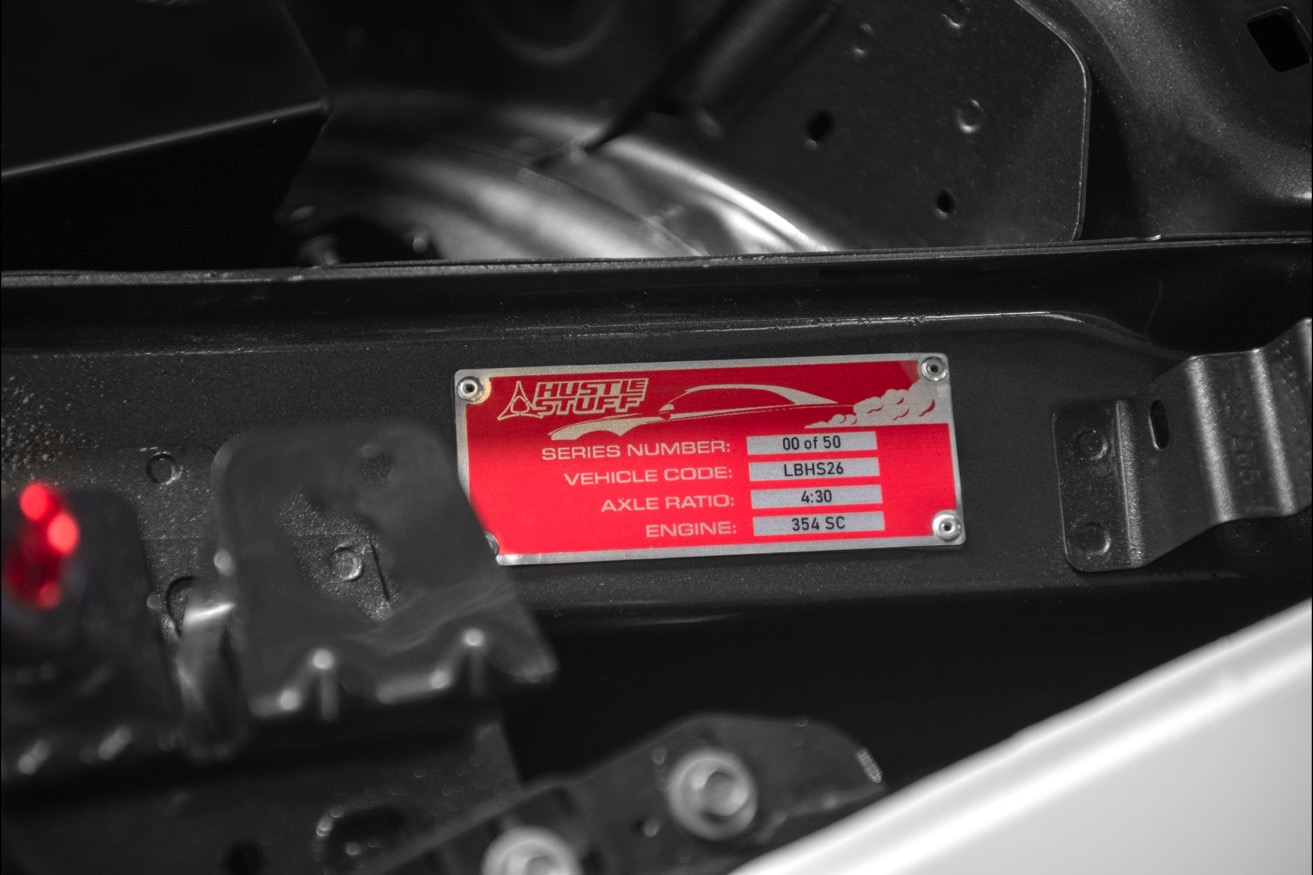 HUSTLE
STUFF
SERIES NUMBER: 00 of 50
VEHICLE CODE: LBHS26
AXLE RATIO: 4:30
ENGINE: 354 SC